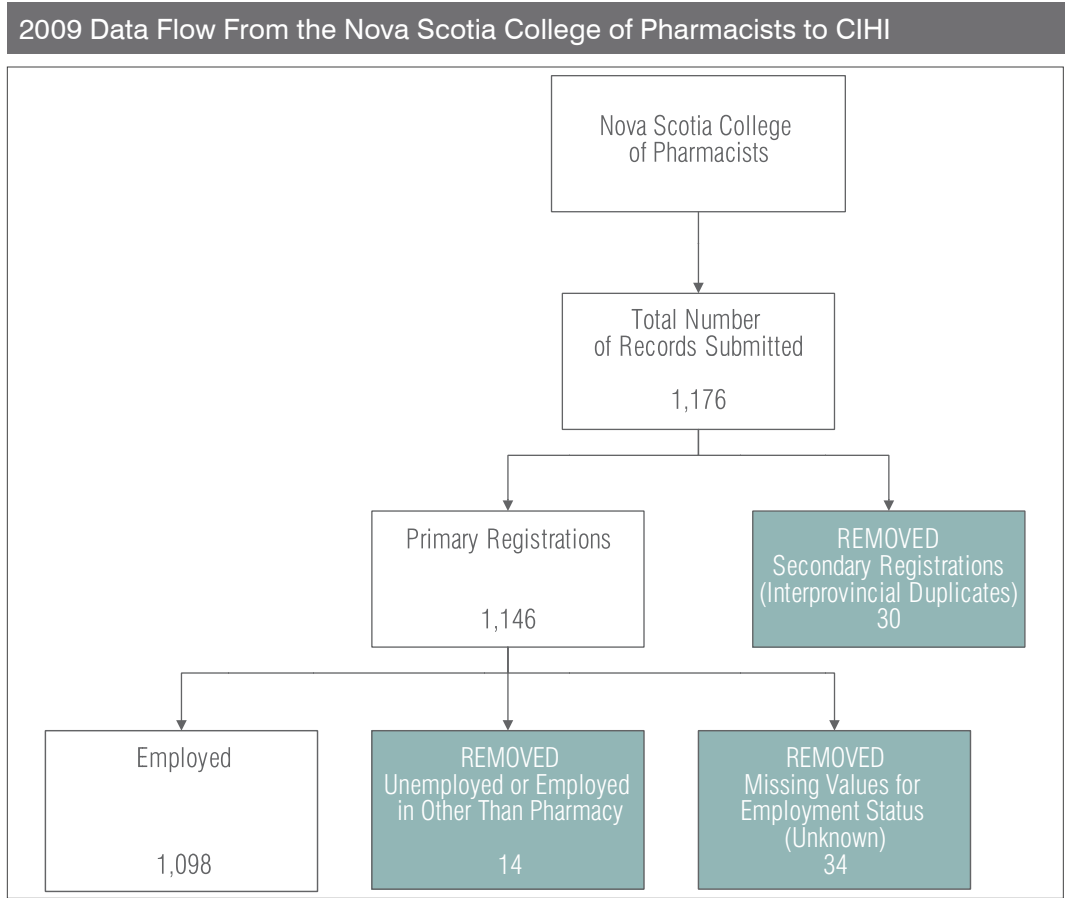 2009 Data Flow From the Nova Scotia College of Pharmacists to CIHI
Nova Scotia College
of Pharmacists
Total Number
of Records Submitted
1,176
Primary Registrations
1,146
REMOVED
Secondary Registrations
(Interprovincial Duplicates)
30
Employed
1,098
REMOVED
Unemployed or Employed
in Other Than Pharmacy
14
REMOVED
Missing Values for
Employment Status
(Unknown)
34